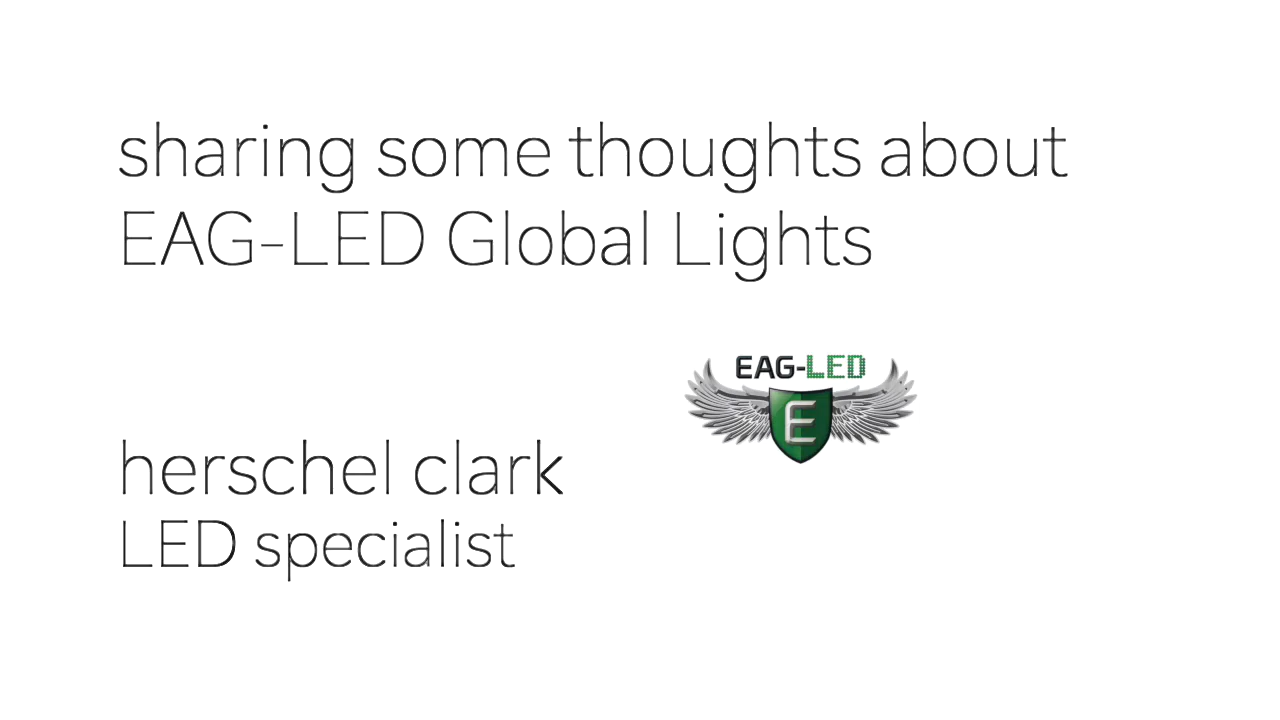 sharing some thoughts about
EAG-LED Global Lights
EAG-LED
E
herschel clark
LED specialist